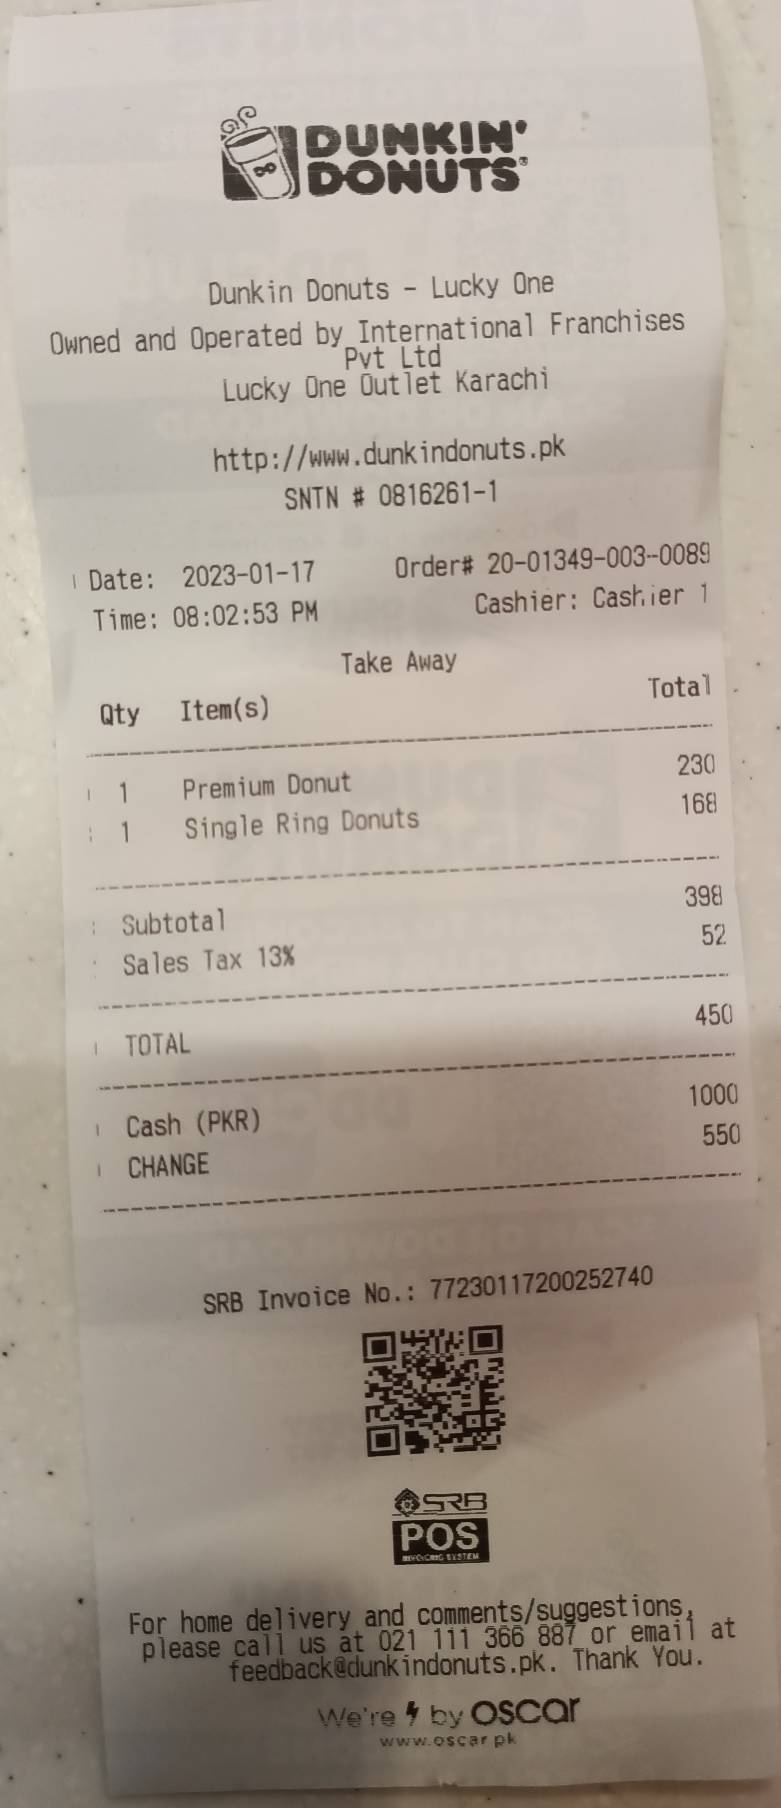 DUNKIN'
DONUTS®
Dunkin Donuts - Lucky One
Owned and Operated by International Franchises
Pvt Ltd
Lucky One Outlet Karachi
http://www.dunkindonuts.pk
SNTN # 0816261-1
Date: 2023-01-17 Order# 20-01349-003--0089
Time: 08:02:53 PM Cashier: Cashier 1
Take Away
Qty Item(s) Total
1 Premium Donut 230
1 Single Ring Donuts 168
Subtotal 398
Sales Tax 13% 52
TOTAL 450
Cash (PKR) 1000
CHANGE 550
SRB Invoice No.: 77230117200252740
SRB
POS
INVOICING SYSTEM
For home delivery and comments/suggestions,
please call us at 021 111 366 887 or email at
feedback@dunkindonuts.pk. Thank You.
We're by oscar
www.oscar.pk